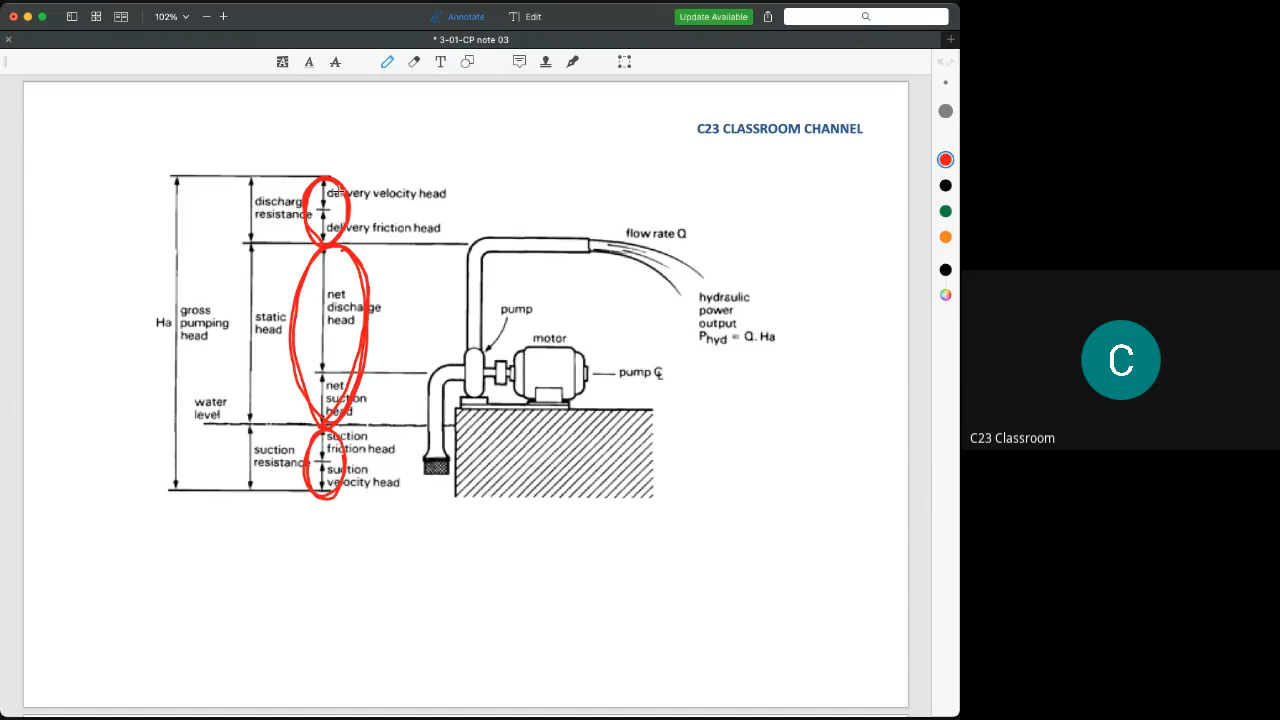 102%
Annotate
T| Edit
Update Available
* 3-01-CP note 03
C23 CLASSROOM CHANNEL
delivery velocity head
discharge
resistance
delivery friction head
flow rate Q
net
discharge
head
hydraulic
power
output
Phyd = Q. Ha
Ha
gross
pumping
head
static
head
pump
motor
pump ℄
net
suction
head
water
level
suction
friction head
suction
resistance
suction
velocity head
C
C23 Classroom